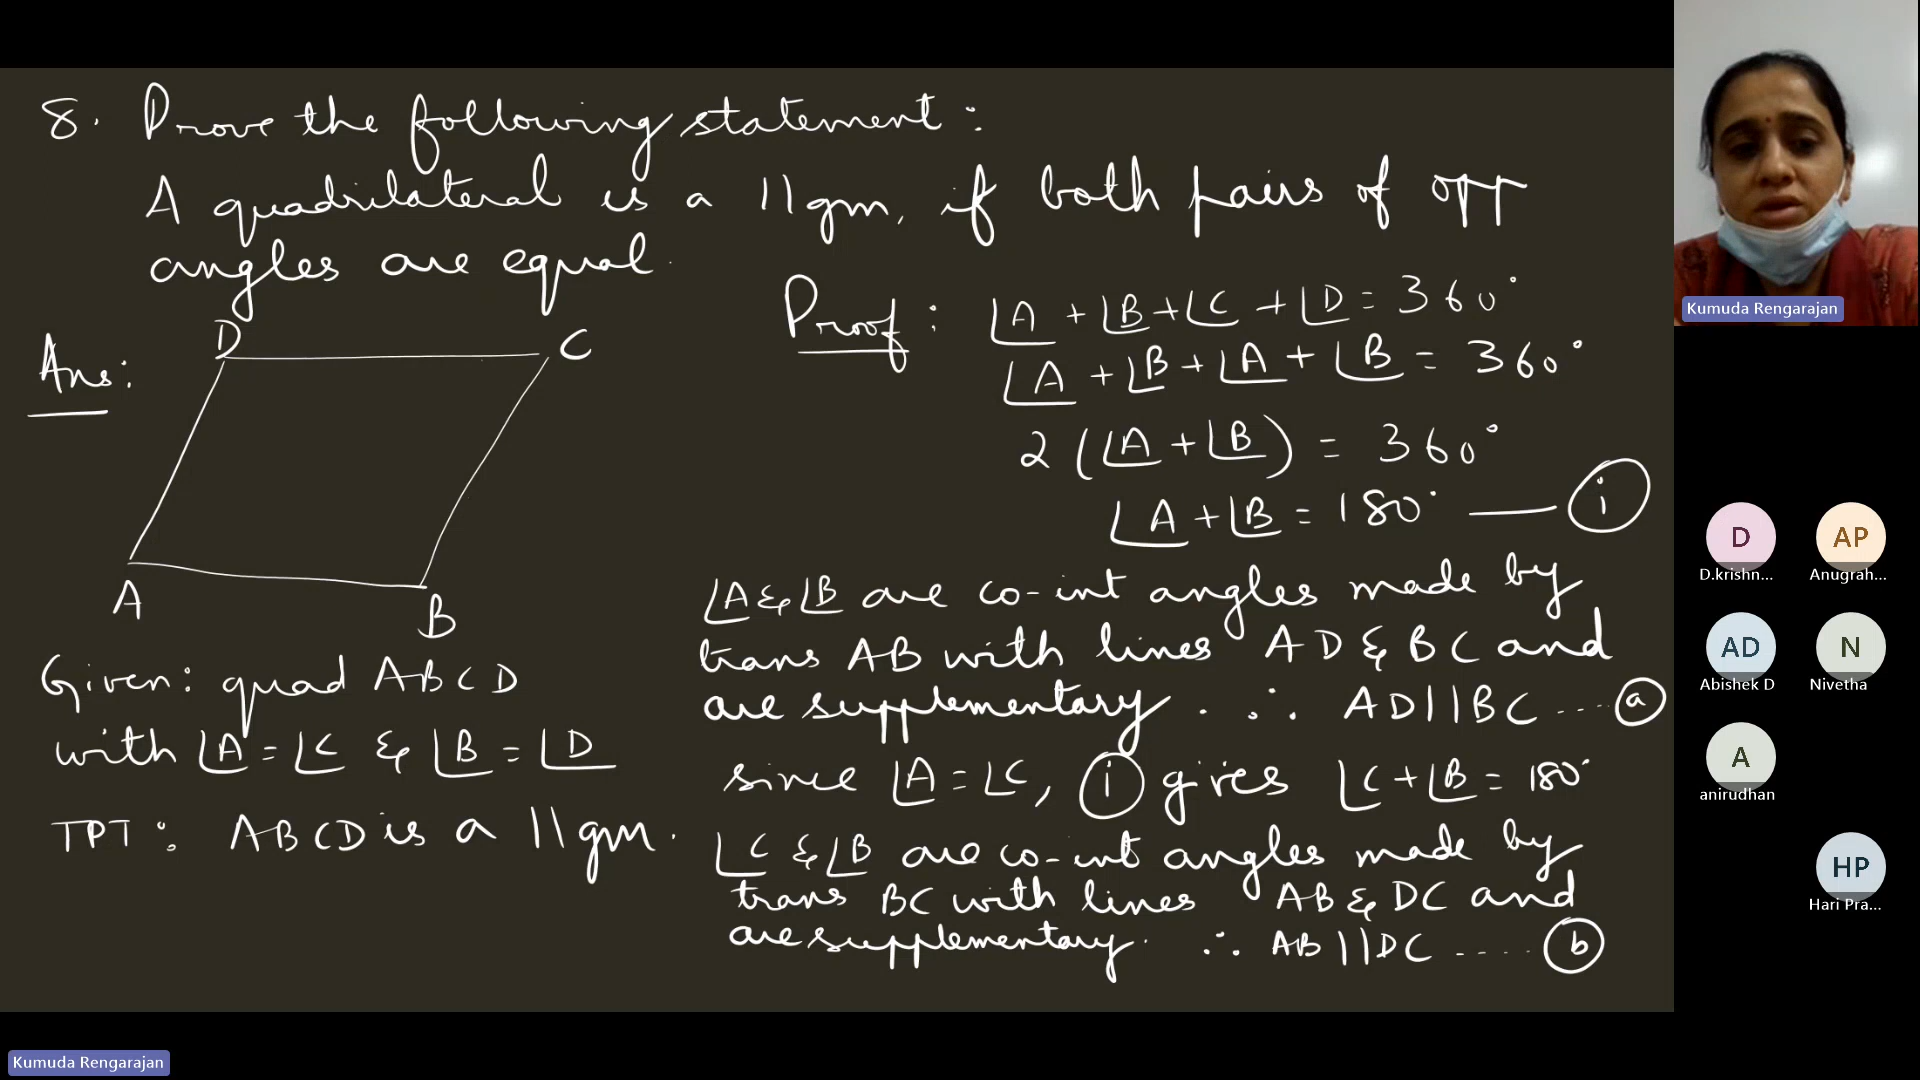 8. Prove the following statement:
A quadrilateral is a ||gm, if both pairs of opp
angles are equal.
Ans:
D
C
A
B
Given: quad ABCD
with ∠A = ∠C & ∠B = ∠D
TPT: ABCD is a ||gm.
Proof: ∠A + ∠B + ∠C + ∠D = 360°
∠A + ∠B + ∠A + ∠B = 360°
2 (∠A + ∠B) = 360°
∠A + ∠B = 180° — (i)
∠A & ∠B are co-int angles made by
trans AB with lines AD & BC and
are supplementary. ∴ AD || BC ... (a)
since ∠A = ∠C, (i) gives ∠C + ∠B = 180°
∠C & ∠B are co-int angles made by
trans BC with lines AB & DC and
are supplementary. ∴ AB || DC .... (b)
Kumuda Rengarajan
D
D.krishn...
AP
Anugrah...
AD
Abishek D
N
Nivetha
A
anirudhan
HP
Hari Pra...
Kumuda Rengarajan